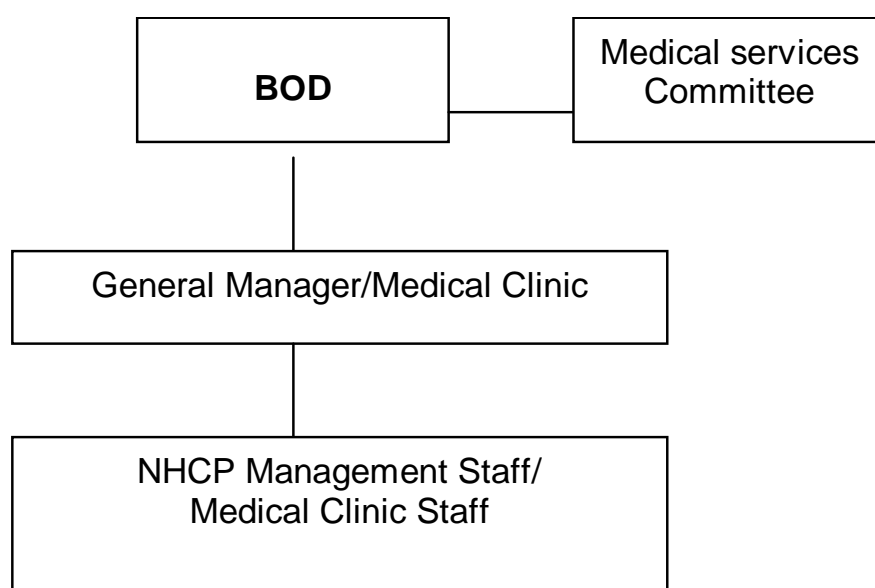 BOD
Medical services
Committee
General Manager/Medical Clinic
NHCP Management Staff/
Medical Clinic Staff